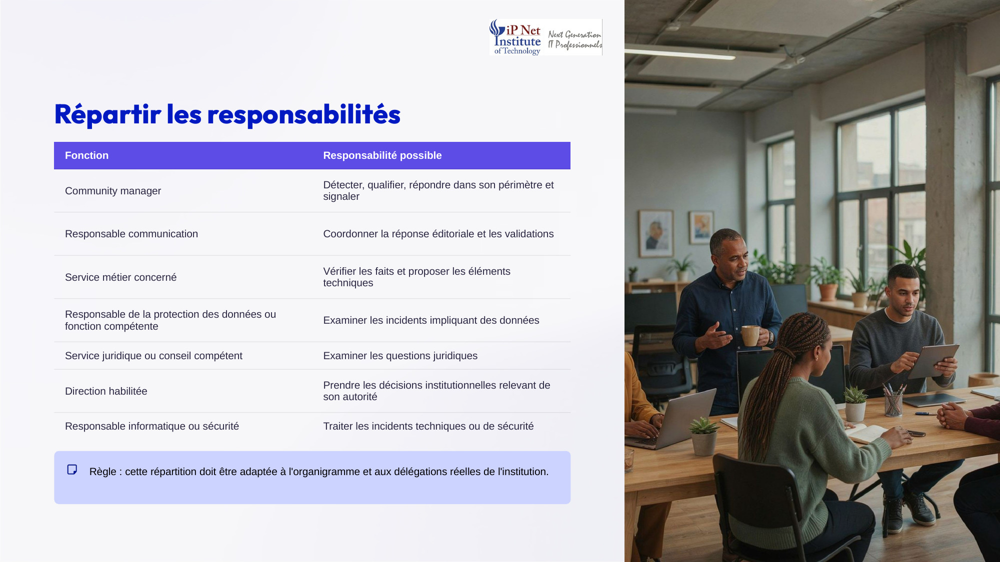 iP Net
Institute
of Technology
Next Generation
IT Professionnels
Répartir les responsabilités
Fonction
Responsabilité possible
Community manager
Détecter, qualifier, répondre dans son périmètre et
signaler
Responsable communication
Coordonner la réponse éditoriale et les validations
Service métier concerné
Vérifier les faits et proposer les éléments
techniques
Responsable de la protection des données ou
fonction compétente
Examiner les incidents impliquant des données
Service juridique ou conseil compétent
Examiner les questions juridiques
Direction habilitée
Prendre les décisions institutionnelles relevant de
son autorité
Responsable informatique ou sécurité
Traiter les incidents techniques ou de sécurité
Règle : cette répartition doit être adaptée à l'organigramme et aux délégations réelles de l'institution.